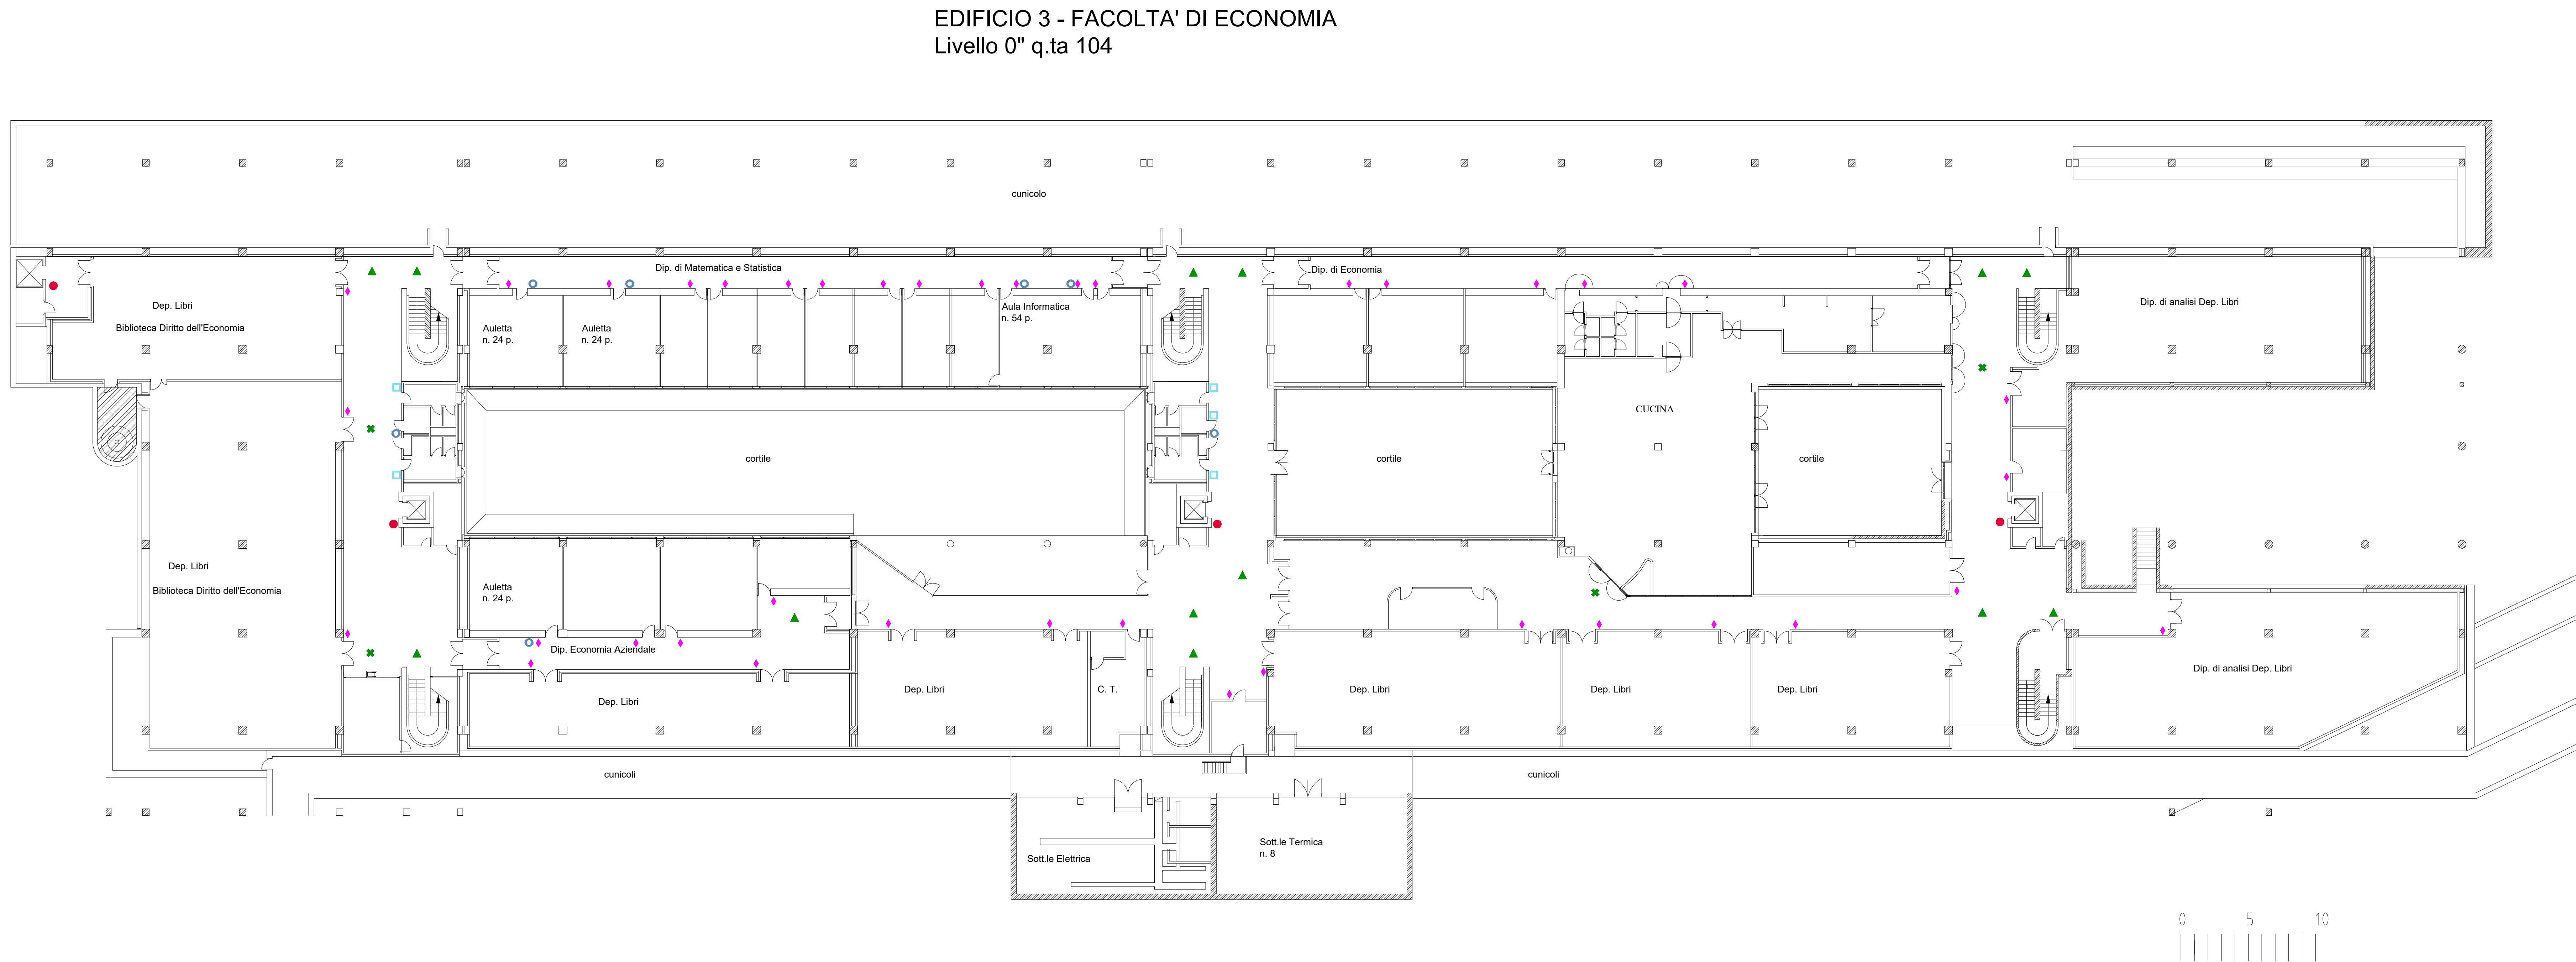 EDIFICIO 3 - FACOLTA' DI ECONOMIA
Livello 0" q.ta 104
cunicolo
Dip. di Matematica e Statistica
Dip. di Economia
Dep. Libri
Biblioteca Diritto dell'Economia
Auletta
n. 24 p.
Auletta
n. 24 p.
Aula Informatica
n. 54 p.
Dip. di analisi Dep. Libri
CUCINA
cortile
cortile
cortile
Dep. Libri
Biblioteca Diritto dell'Economia
Auletta
n. 24 p.
Dip. Economia Aziendale
Dep. Libri
Dep. Libri
C. T.
Dep. Libri
Dep. Libri
Dep. Libri
Dip. di analisi Dep. Libri
cunicoli
cunicoli
Sott.le Elettrica
Sott.le Termica
n. 8
0 5 10